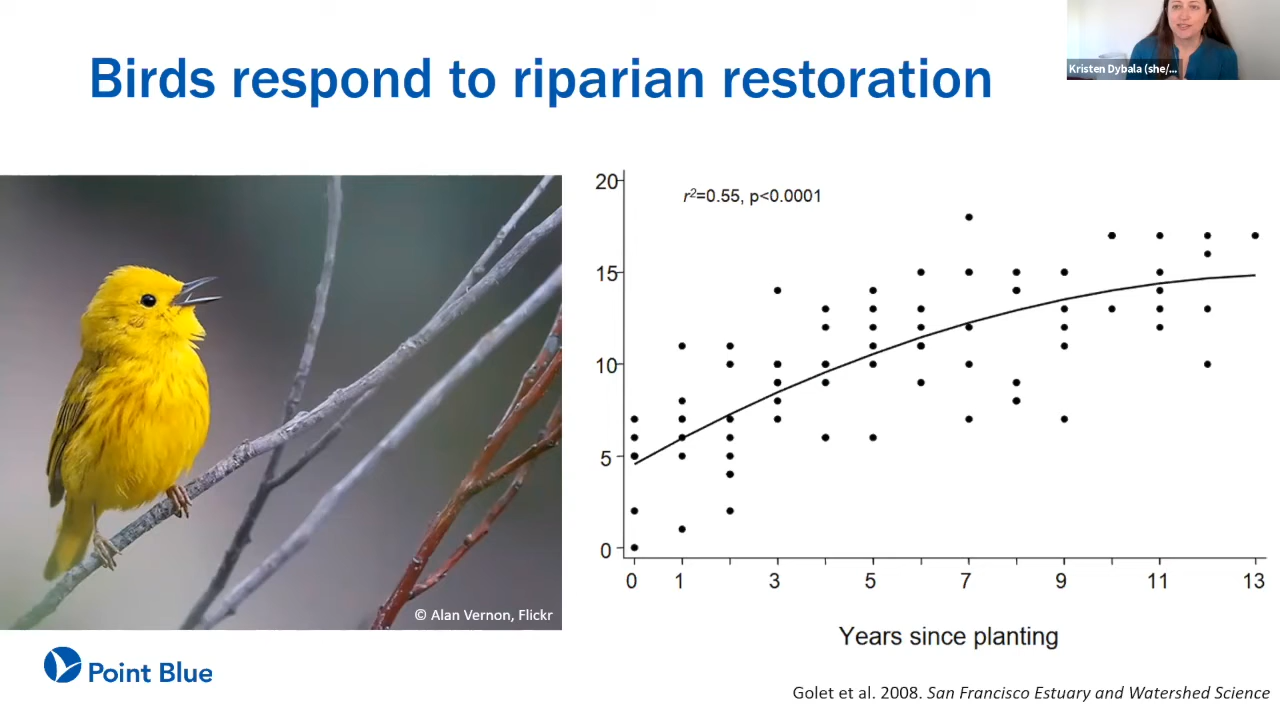 Birds respond to riparian restoration
Kristen Dybala (she/...
© Alan Vernon, Flickr
r²=0.55, p<0.0001
20
15
10
5
0
0 1 3 5 7 9 11 13
Years since planting
Point Blue
Golet et al. 2008. San Francisco Estuary and Watershed Science